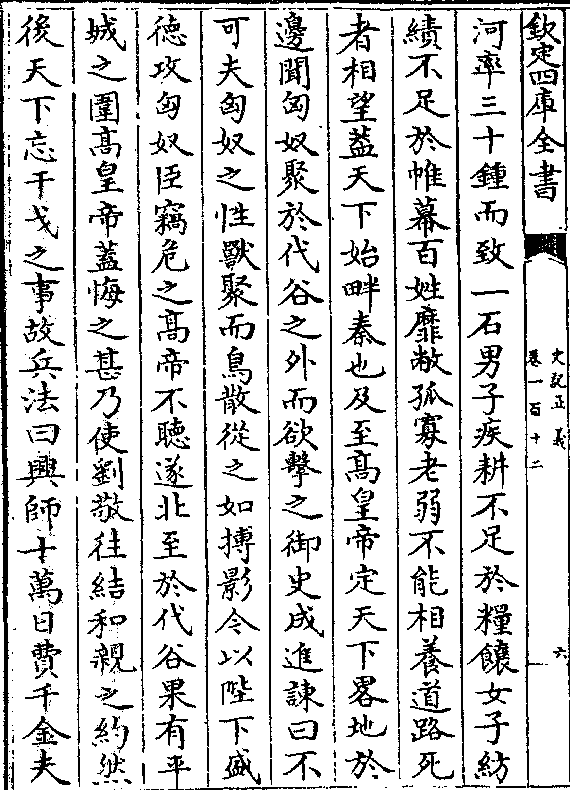 欽定四庫全書
史記正義
卷一百十二
六
河率三十鍾而致一石男子疾耕不足於糧饟女子紡
績不足於帷幕百姓靡敝孤寡老弱不能相養道路死
者相望葢天下始畔秦也及至髙皇帝定天下畧地於
邊聞匈奴聚於代谷之外而欲擊之御史成進諫曰不
可夫匈奴之性獸聚而鳥散從之如搏影今以陛下盛
徳攻匈奴臣竊危之髙帝不聽遂北至於代谷果有平
城之圍髙皇帝蓋悔之甚乃使劉敬往結和親之約然
後天下忘干戈之事故兵法曰興師十萬日費千金夫